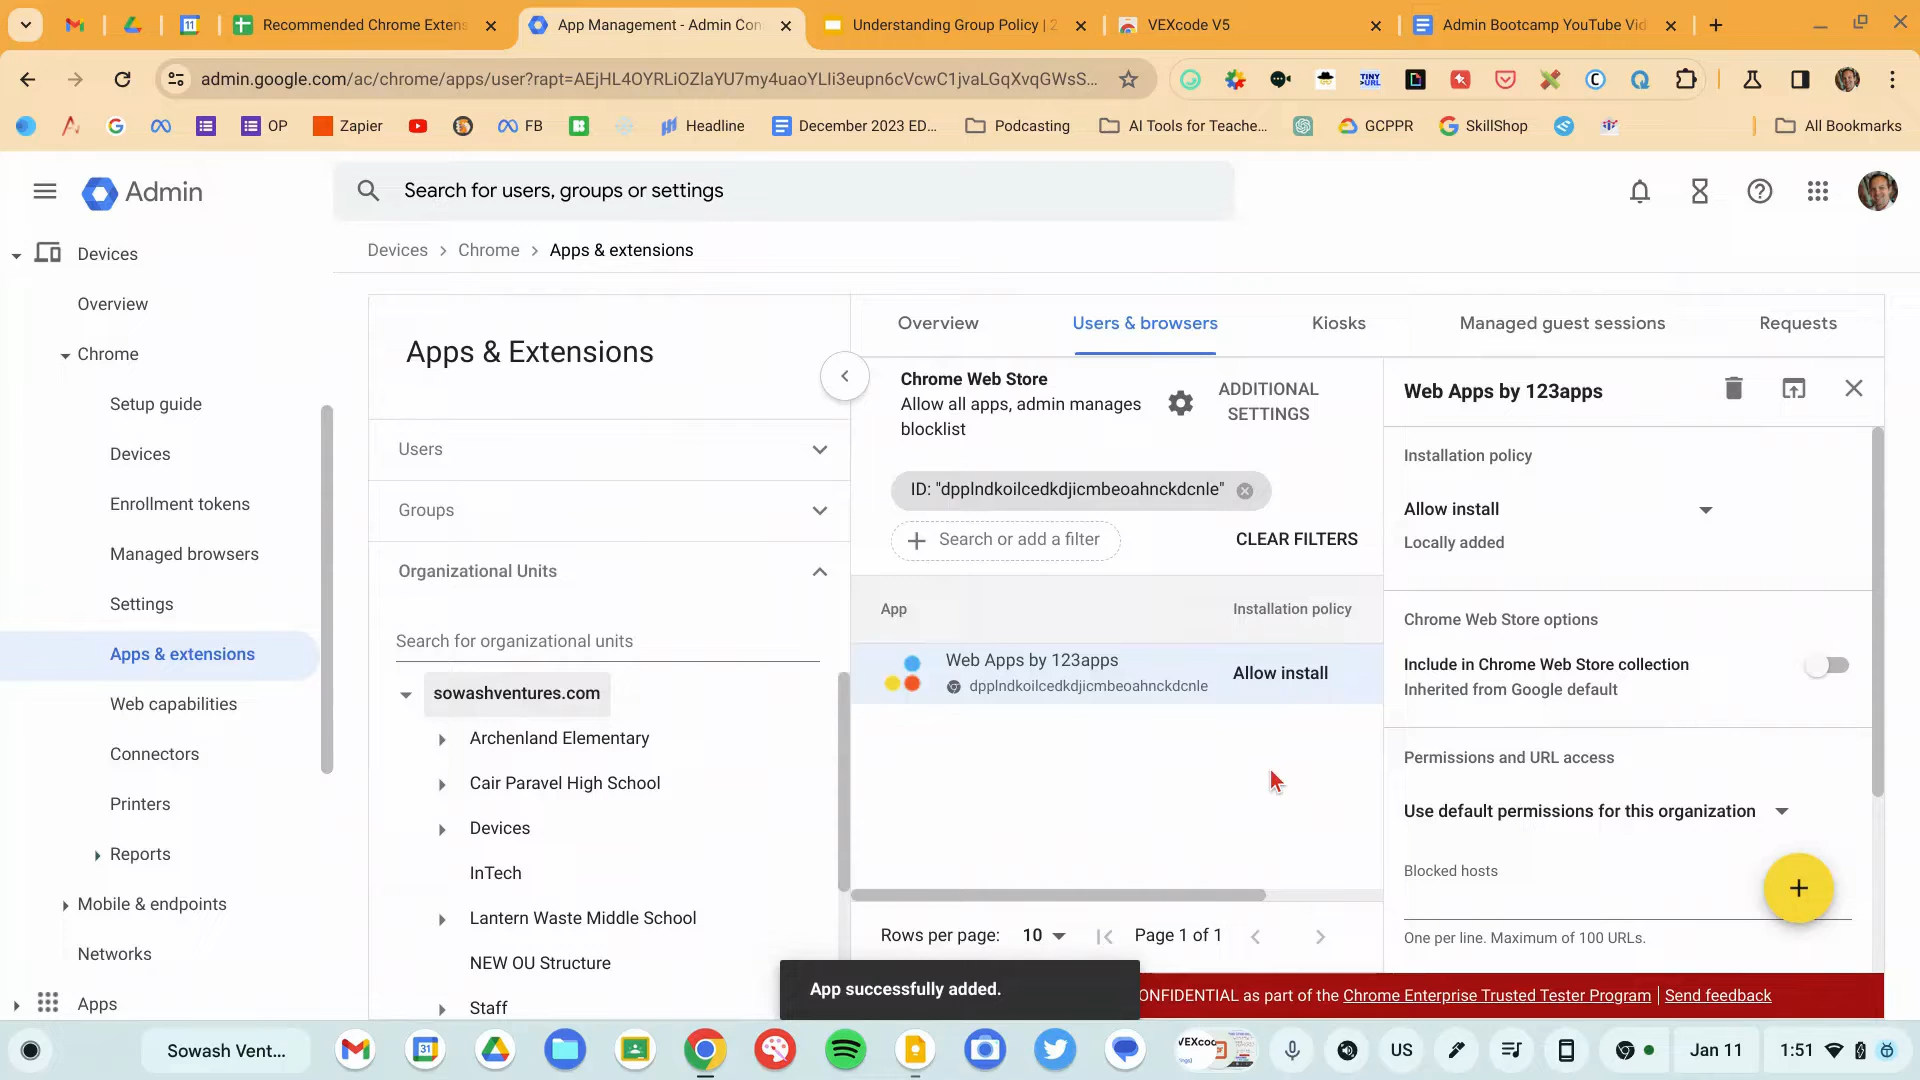 Recommended Chrome Extens
App Management - Admin Con
Understanding Group Policy | 2
VEXcode V5
Admin Bootcamp YouTube Vid
admin.google.com/ac/chrome/apps/user?rapt=AEjHL4OYRLiOZIaYU7my4uaoYLIi3eupn6cVcwC1jvaLGqXvqGWsS...
OP
Zapier
FB
Headline
December 2023 ED...
Podcasting
AI Tools for Teache...
GCPPR
SkillShop
All Bookmarks
Admin
Search for users, groups or settings
Devices
Overview
Chrome
Setup guide
Devices
Enrollment tokens
Managed browsers
Settings
Apps & extensions
Web capabilities
Connectors
Printers
Reports
Mobile & endpoints
Networks
Apps
Devices > Chrome > Apps & extensions
Apps & Extensions
Users
Groups
Organizational Units
Search for organizational units
sowashventures.com
Archenland Elementary
Cair Paravel High School
Devices
InTech
Lantern Waste Middle School
NEW OU Structure
Staff
Overview
Users & browsers
Kiosks
Managed guest sessions
Requests
Chrome Web Store
Allow all apps, admin manages
blocklist
ADDITIONAL
SETTINGS
ID: "dpplndkoilcedkdjicmbeoahnckdcnle"
Search or add a filter
CLEAR FILTERS
App
Installation policy
Web Apps by 123apps
dpplndkoilcedkdjicmbeoahnckdcnle
Allow install
Rows per page: 10
Page 1 of 1
Web Apps by 123apps
Installation policy
Allow install
Locally added
Chrome Web Store options
Include in Chrome Web Store collection
Inherited from Google default
Permissions and URL access
Use default permissions for this organization
Blocked hosts
One per line. Maximum of 100 URLs.
App successfully added.
ONFIDENTIAL as part of the Chrome Enterprise Trusted Tester Program | Send feedback
Sowash Vent...
US
Jan 11
1:51